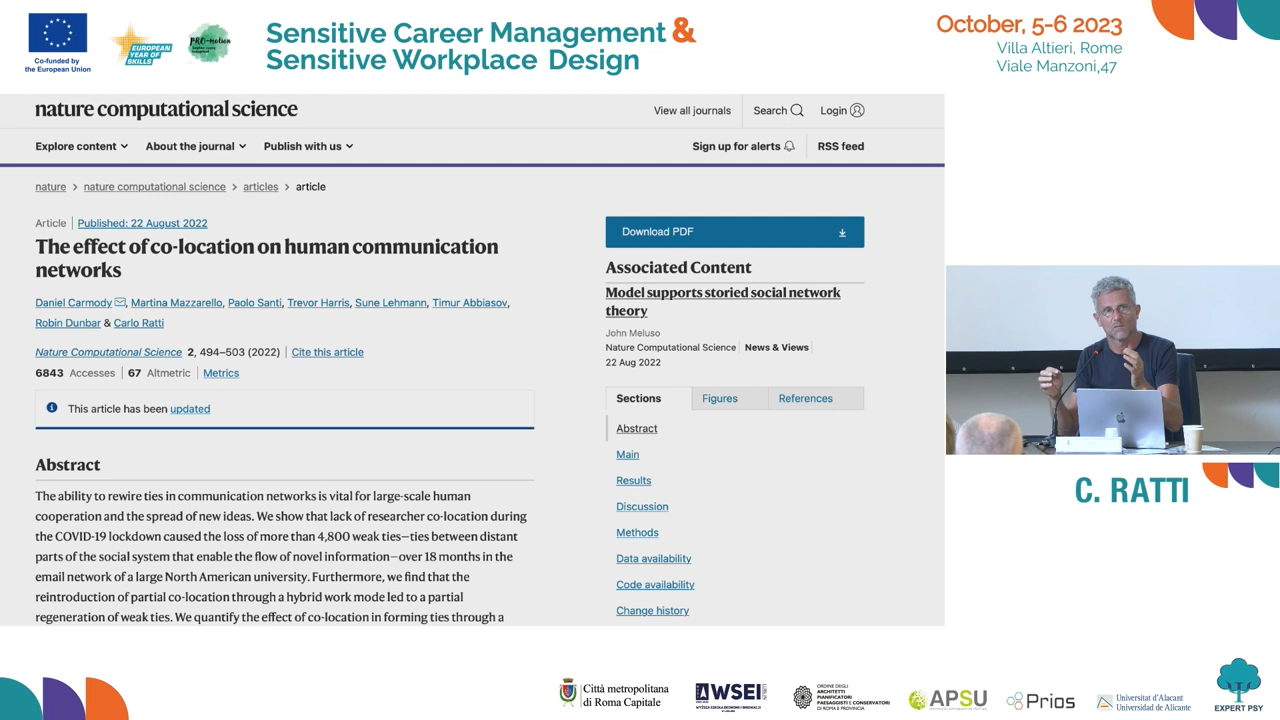 Co-funded by
the European Union
EUROPEAN
YEAR OF
SKILLS
PRO-motion
Sensitive Career Management &
Sensitive Workplace Design
October, 5-6 2023
Villa Altieri, Rome
Viale Manzoni,47
nature computational science
View all journals
Search
Login
Explore content
About the journal
Publish with us
Sign up for alerts
RSS feed
nature > nature computational science > articles > article
Article | Published: 22 August 2022
The effect of co-location on human communication
networks
Daniel Carmody, Martina Mazzarello, Paolo Santi, Trevor Harris, Sune Lehmann, Timur Abbiasov,
Robin Dunbar & Carlo Ratti
Nature Computational Science 2, 494–503 (2022) | Cite this article
6843 Accesses | 67 Altmetric | Metrics
This article has been updated
Abstract
The ability to rewire ties in communication networks is vital for large-scale human
cooperation and the spread of new ideas. We show that lack of researcher co-location during
the COVID-19 lockdown caused the loss of more than 4,800 weak ties—ties between distant
parts of the social system that enable the flow of novel information—over 18 months in the
email network of a large North American university. Furthermore, we find that the
reintroduction of partial co-location through a hybrid work mode led to a partial
regeneration of weak ties. We quantify the effect of co-location in forming ties through a
Download PDF
Associated Content
Model supports storied social network
theory
John Meluso
Nature Computational Science | News & Views |
22 Aug 2022
Sections
Figures
References
Abstract
Main
Results
Discussion
Methods
Data availability
Code availability
Change history
C. RATTI
Città metropolitana
di Roma Capitale
WSEI
LUBLIN
ORDINE DEGLI
ARCHITETTI
PIANIFICATORI
PAESAGGISTI E CONSERVATORI
DI ROMA E PROVINCIA
APSU
Prios
Universitat d'Alacant
Universidad de Alicante
EXPERT PSY